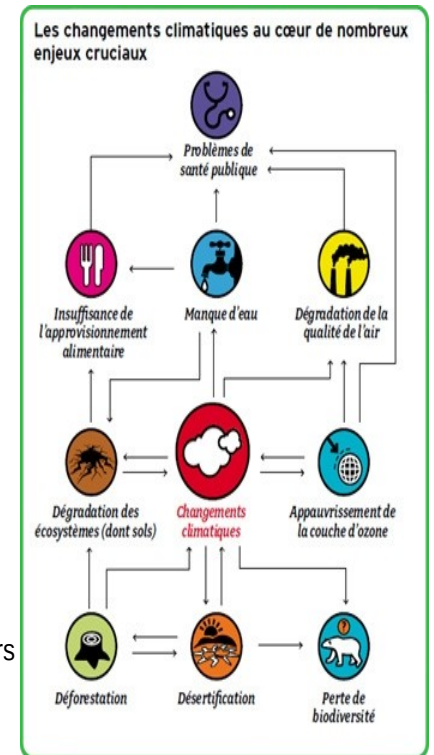 Les changements climatiques au cœur de nombreux
enjeux cruciaux
Problèmes de
santé publique
Insuffisance de
l'approvisionnement
alimentaire
Manque d'eau
Dégradation de la
qualité de l'air
Dégradation des
écosystèmes (dont sols)
Changements
climatiques
Appauvrissement de
la couche d'ozone
rs
Déforestation
Désertification
?
Perte de
biodiversité